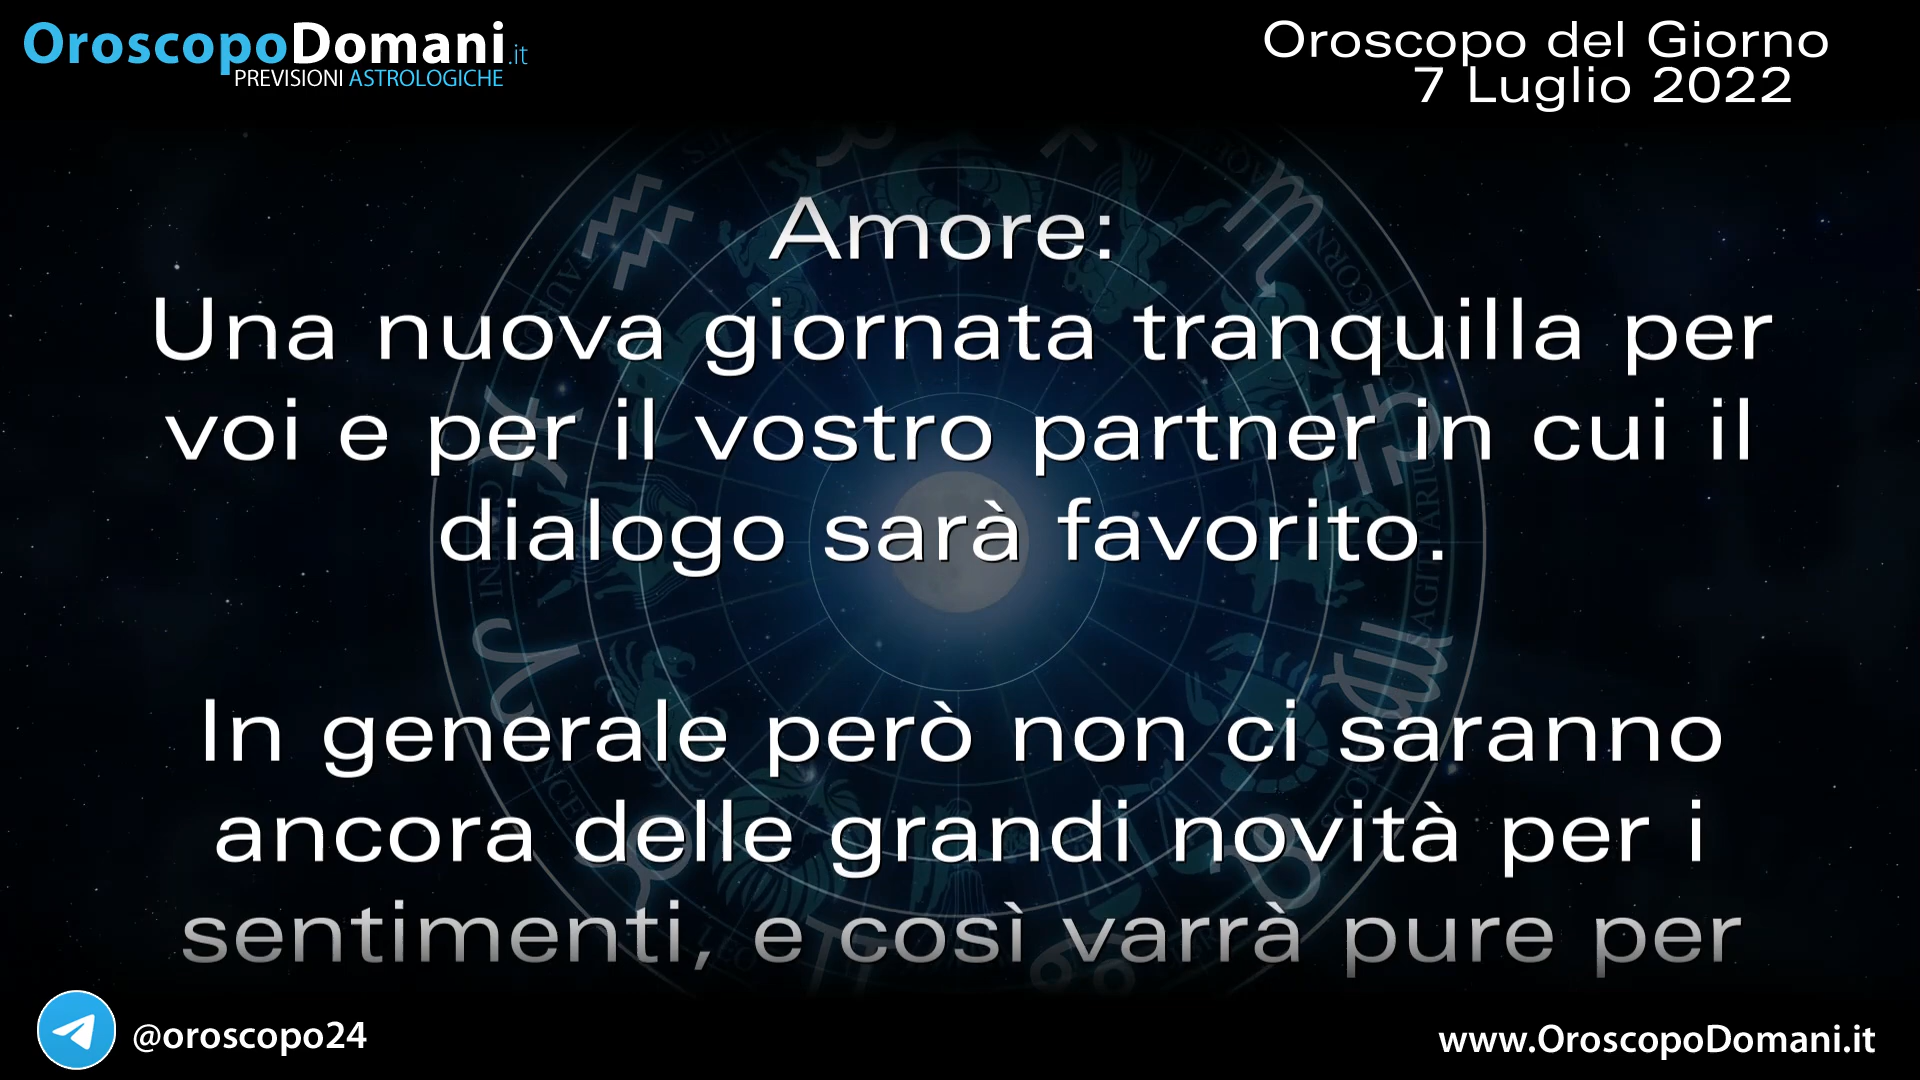 OroscopoDomani.it
PREVISIONI ASTROLOGICHE
Oroscopo del Giorno
7 Luglio 2022
Amore:
Una nuova giornata tranquilla per
voi e per il vostro partner in cui il
dialogo sarà favorito.
In generale però non ci saranno
ancora delle grandi novità per i
sentimenti, e così varrà pure per
@oroscopo24
www.OroscopoDomani.it